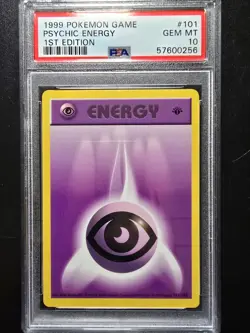 1999 POKEMON GAME #101
PSYCHIC ENERGY GEM MT
1ST EDITION 10
PSA 57600256
ENERGY